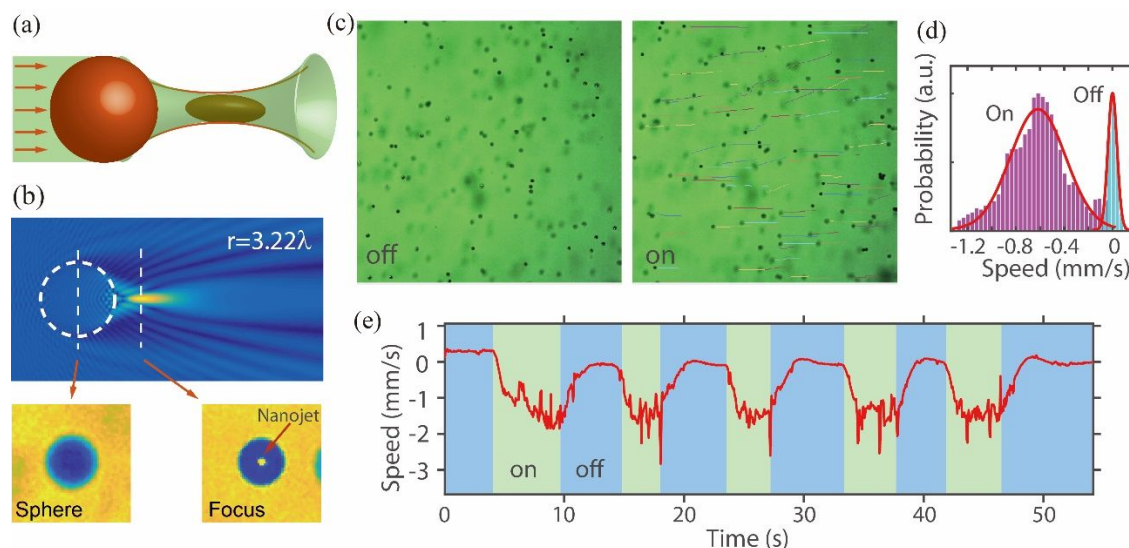 (a)
(b)
r=3.22λ
Nanojet
Sphere
Focus
(c)
off
on
(d)
Probability (a.u.)
On
Off
-1.2 -0.8 -0.4 0
Speed (mm/s)
(e)
Speed (mm/s)
1
0
-1
-2
-3
on
off
0 10 20 30 40 50
Time (s)